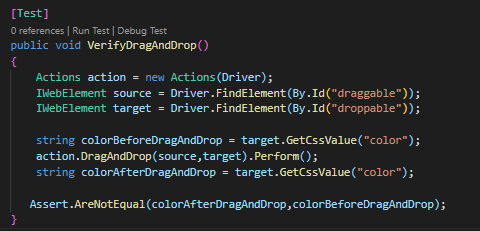 [Test]
0 references | Run Test | Debug Test
public void VerifyDragAndDrop()
{
Actions action = new Actions(Driver);
IWebElement source = Driver.FindElement(By.Id("draggable"));
IWebElement target = Driver.FindElement(By.Id("droppable"));
string colorBeforeDragAndDrop = target.GetCssValue("color");
action.DragAndDrop(source,target).Perform();
string colorAfterDragAndDrop = target.GetCssValue("color");
Assert.AreNotEqual(colorAfterDragAndDrop,colorBeforeDragAndDrop);
}